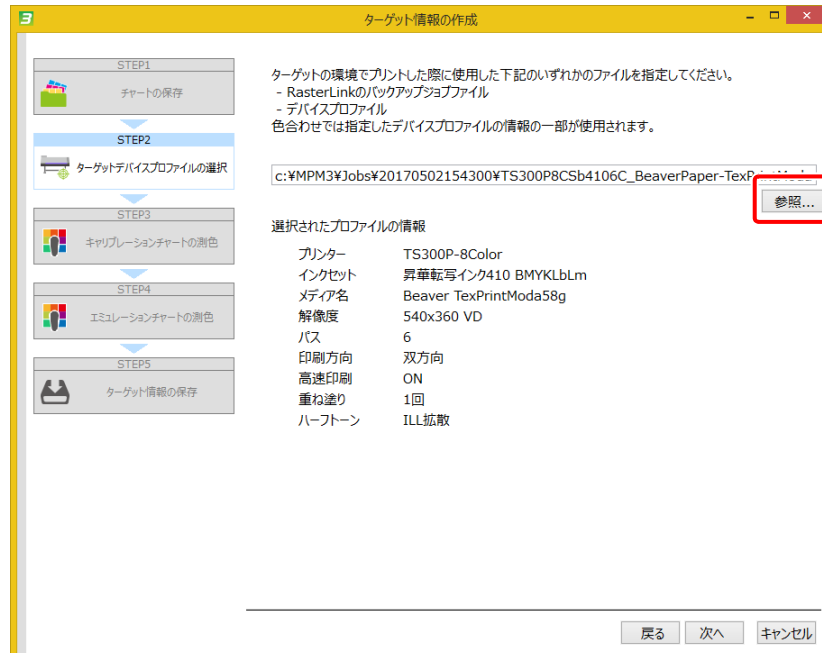 ターゲット情報の作成
STEP1
チャートの保存
STEP2
ターゲットデバイスプロファイルの選択
STEP3
キャリブレーションチャートの測色
STEP4
エミュレーションチャートの測色
STEP5
ターゲット情報の保存
ターゲットの環境でプリントした際に使用した下記のいずれかのファイルを指定してください。
- RasterLinkのバックアップジョブファイル
- デバイスプロファイル
色合わせでは指定したデバイスプロファイルの情報の一部が使用されます。
c:¥MPM3¥Jobs¥20170502154300¥TS300P8CSb4106C_BeaverPaper-TexPrintModa
参照...
選択されたプロファイルの情報
プリンター TS300P-8Color
インクセット 昇華転写インク410 BMYKLbLm
メディア名 Beaver TexPrintModa58g
解像度 540x360 VD
パス 6
印刷方向 双方向
高速印刷 ON
重ね塗り 1回
ハーフトーン ILL拡散
戻る 次へ キャンセル